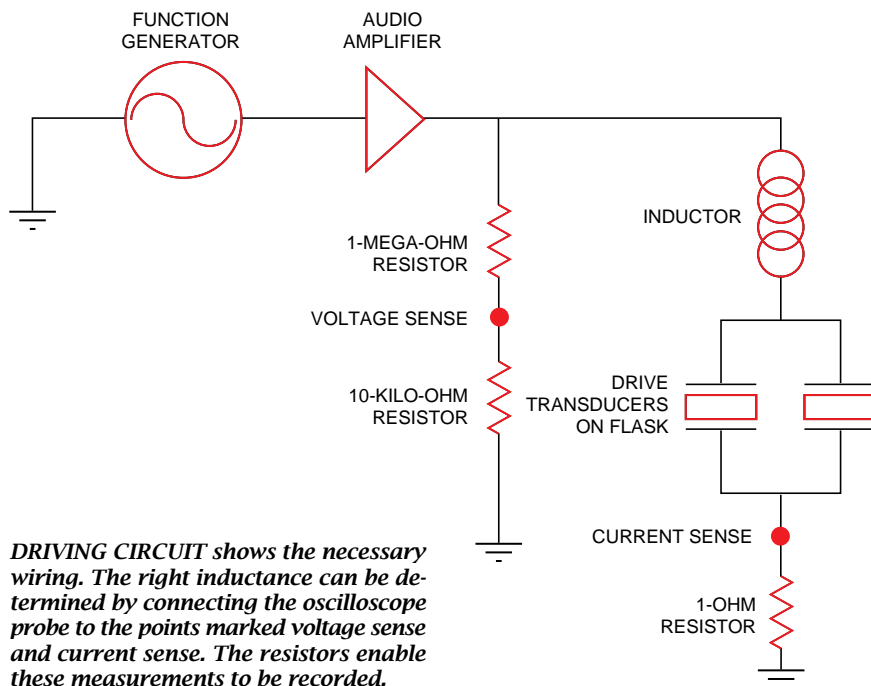 FUNCTION
GENERATOR
AUDIO
AMPLIFIER
1-MEGA-OHM
RESISTOR
INDUCTOR
VOLTAGE SENSE
10-KILO-OHM
RESISTOR
DRIVE
TRANSDUCERS
ON FLASK
CURRENT SENSE
1-OHM
RESISTOR
DRIVING CIRCUIT shows the necessary
wiring. The right inductance can be de-
termined by connecting the oscilloscope
probe to the points marked voltage sense
and current sense. The resistors enable
these measurements to be recorded.